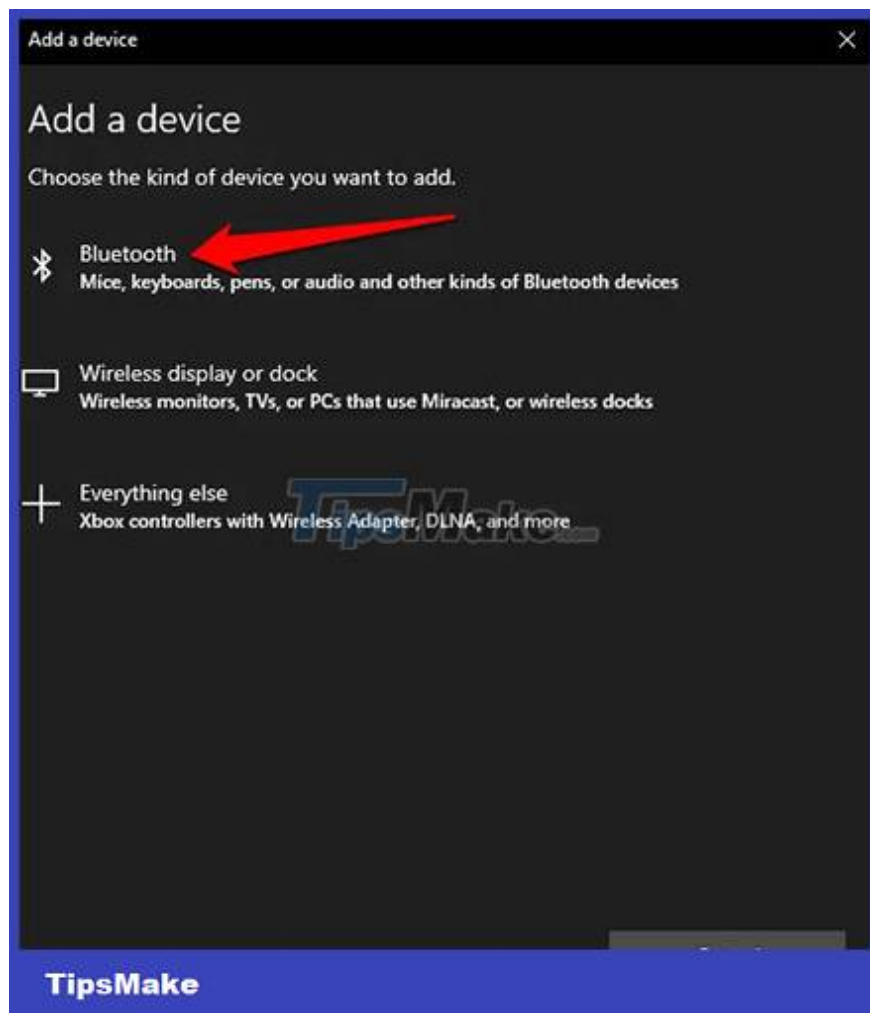 Add a device
Add a device
Choose the kind of device you want to add.
Bluetooth
Mice, keyboards, pens, or audio and other kinds of Bluetooth devices
Wireless display or dock
Wireless monitors, TVs, or PCs that use Miracast, or wireless docks
Everything else
Xbox controllers with Wireless Adapter, DLNA, and more
TipsMake.com
TipsMake